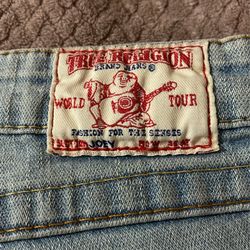 TRUE RELIGION
BRAND JEANS ®
WORLD TOUR
FASHION FOR THE SENSES
JOEY